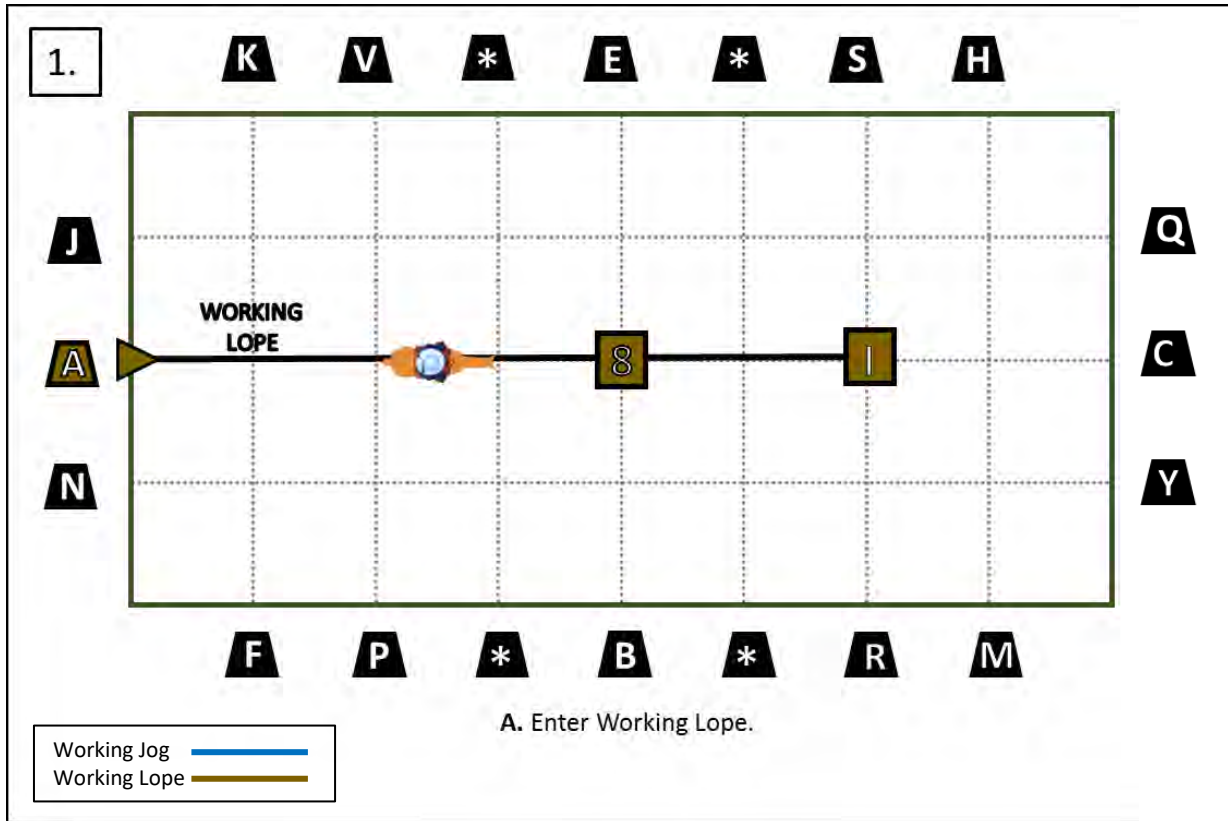 1.
K V * E * S H
J Q
WORKING
LOPE
A 8 I C
N Y
F P * B * R M
A. Enter Working Lope.
Working Jog
Working Lope